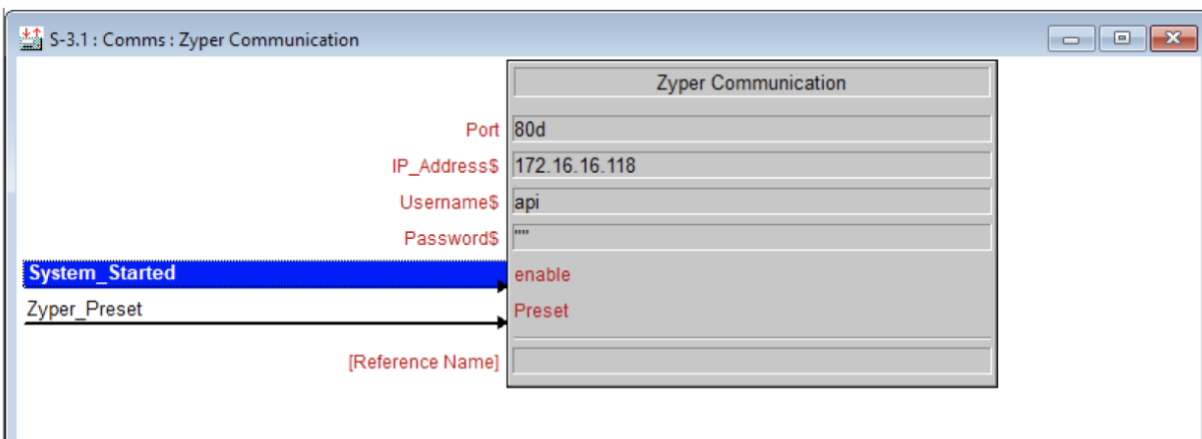 S-3.1 : Comms : Zyper Communication
Zyper Communication
Port 80d
IP_Address$ 172.16.16.118
Username$ api
Password$ ""
System_Started enable
Zyper_Preset Preset
[Reference Name]